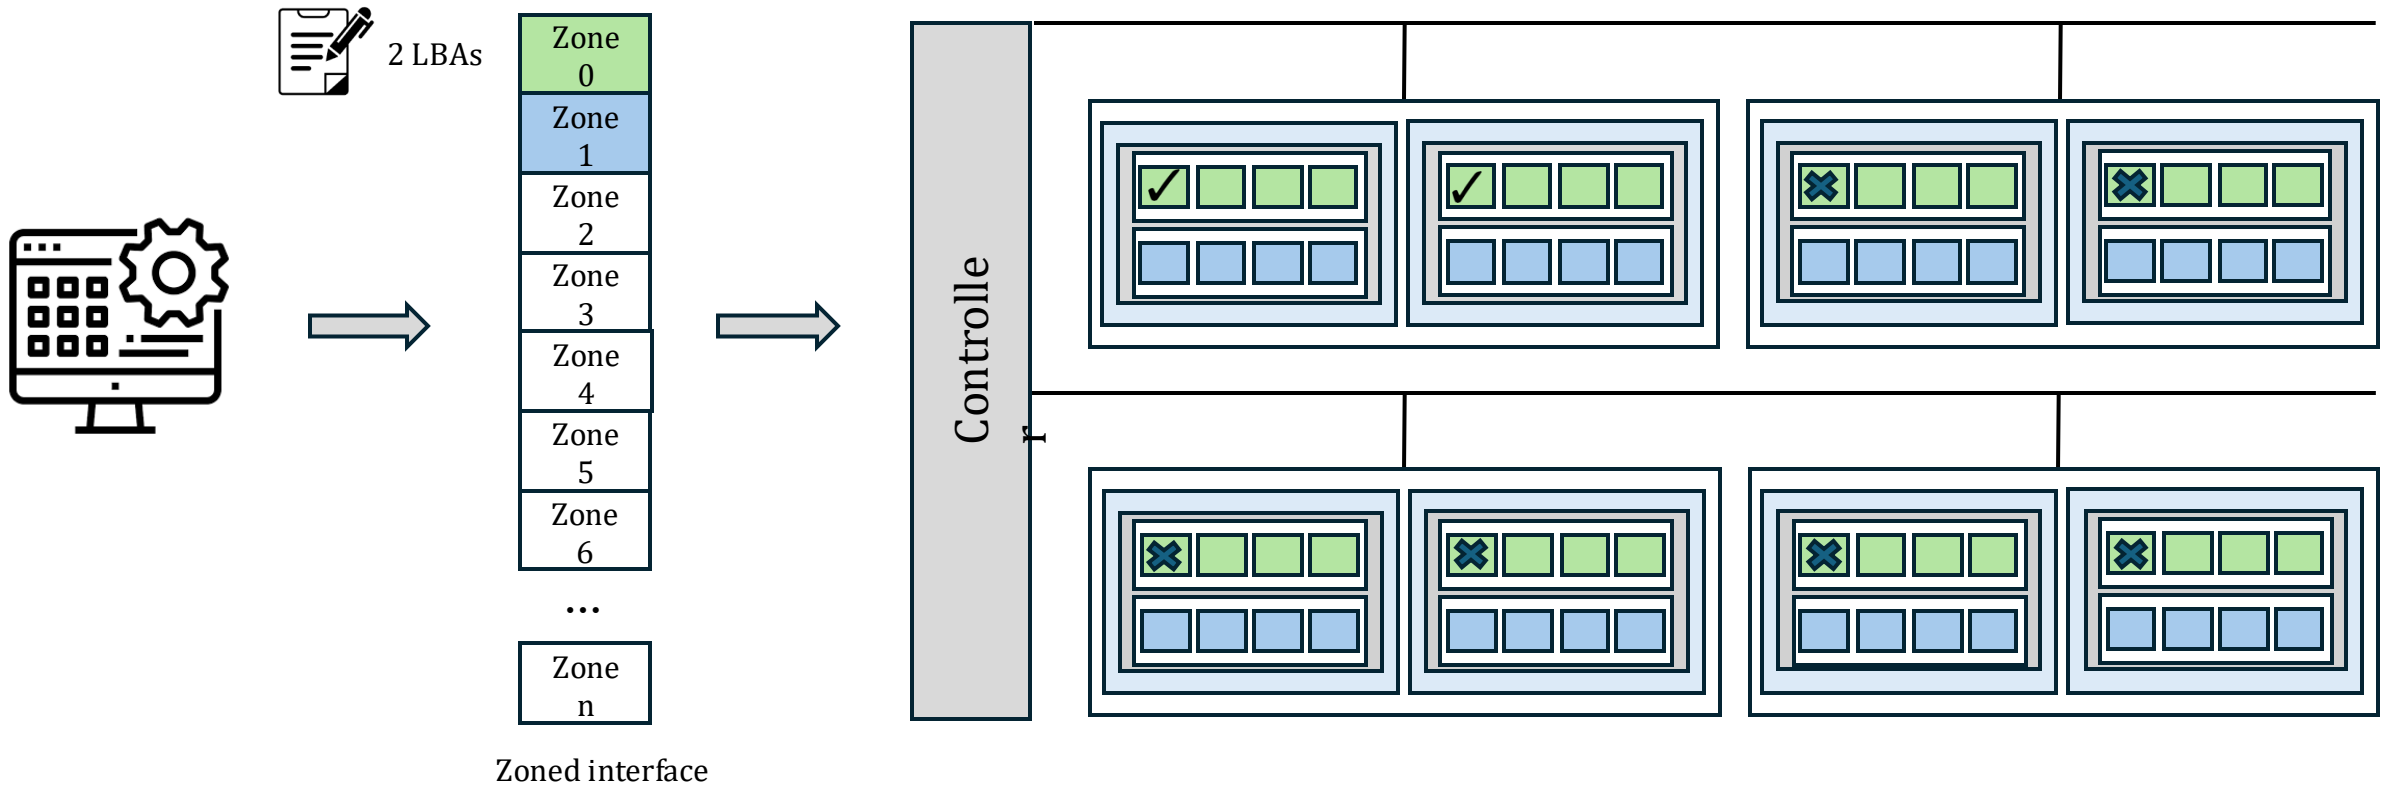 2 LBAs
Zone
0
Zone
1
Zone
2
Zone
3
Zone
4
Zone
5
Zone
6
...
Zone
n
Zoned interface
Controlle
r